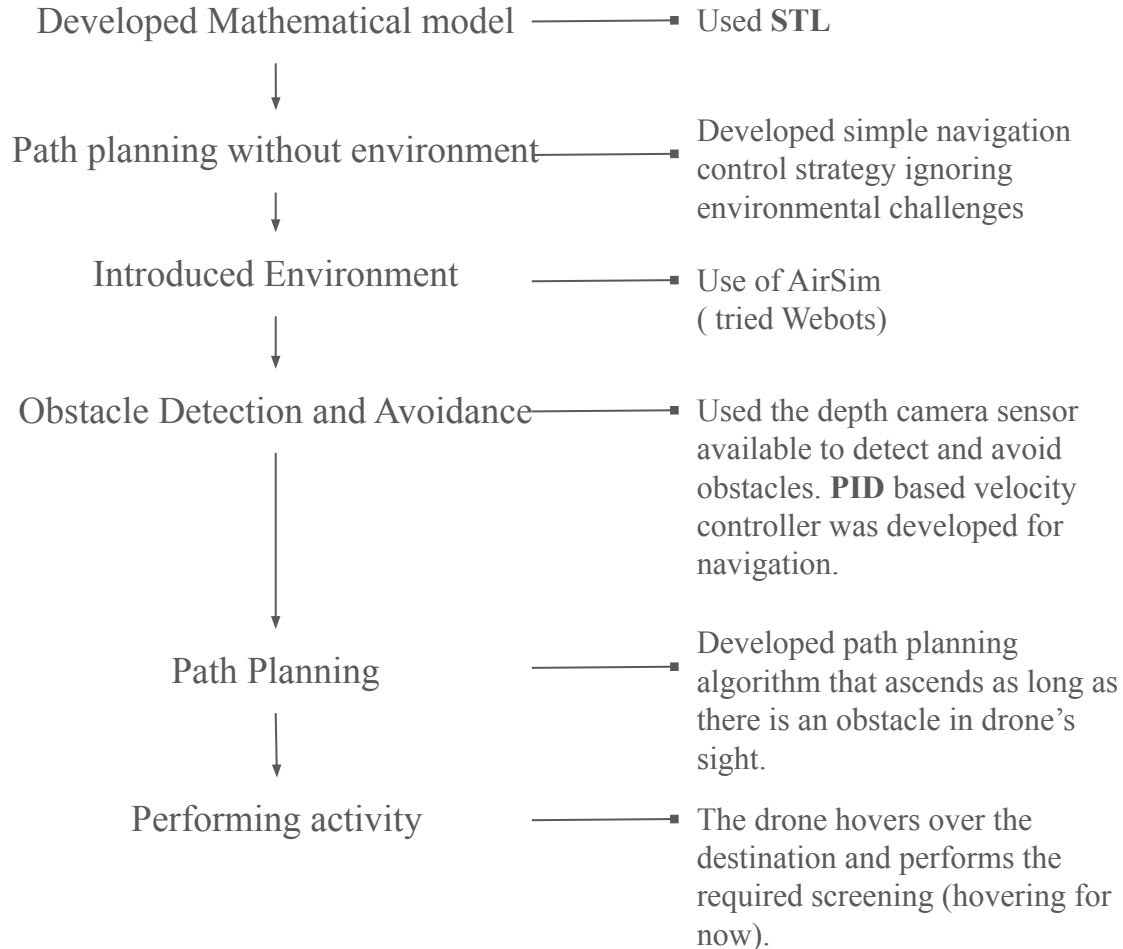 Developed Mathematical model
Used STL
Path planning without environment
Developed simple navigation
control strategy ignoring
environmental challenges
Introduced Environment
Use of AirSim
( tried Webots)
Obstacle Detection and Avoidance
Used the depth camera sensor
available to detect and avoid
obstacles. PID based velocity
controller was developed for
navigation.
Path Planning
Developed path planning
algorithm that ascends as long as
there is an obstacle in drone’s
sight.
Performing activity
The drone hovers over the
destination and performs the
required screening (hovering for
now).